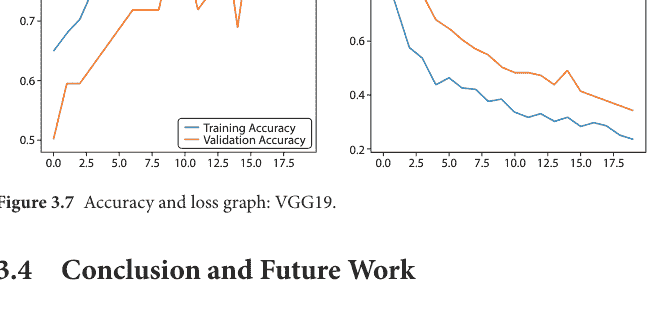 0.7
0.6
0.5
Training Accuracy
Validation Accuracy
0.0 2.5 5.0 7.5 10.0 12.5 15.0 17.5
0.6
0.4
0.2
0.0 2.5 5.0 7.5 10.0 12.5 15.0 17.5
Figure 3.7 Accuracy and loss graph: VGG19.
3.4 Conclusion and Future Work